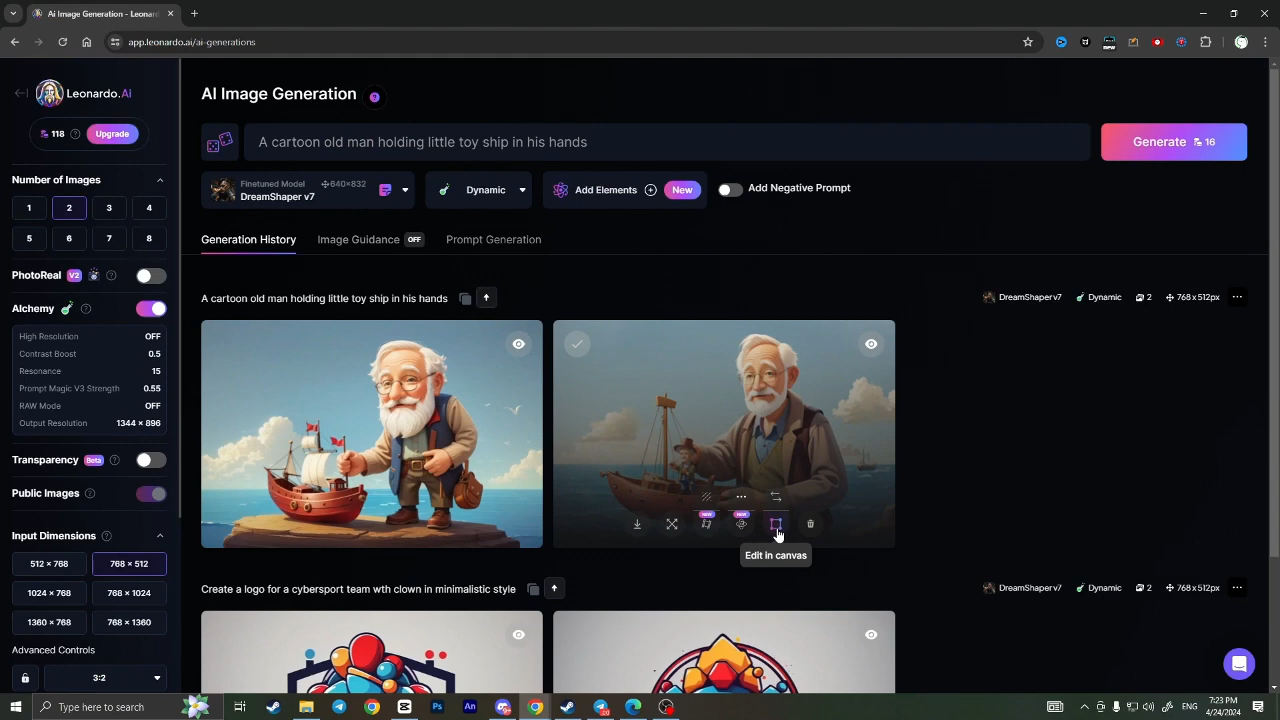 Ai Image Generation - Leonard
app.leonardo.ai/ai-generations
new
Leonardo.Ai
118
Upgrade
Number of Images
1
2
3
4
5
6
7
8
PhotoReal V2
Alchemy
High Resolution OFF
Contrast Boost 0.5
Resonance 15
Prompt Magic V3 Strength 0.55
RAW Mode OFF
Output Resolution 1344 × 896
Transparency Beta
Public Images
Input Dimensions
512 × 768
768 × 512
1024 × 768
768 × 1024
1360 × 768
768 × 1360
Advanced Controls
3:2
AI Image Generation
A cartoon old man holding little toy ship in his hands
Generate 16
Finetuned Model 640×832
DreamShaper v7
Dynamic
Add Elements
New
Add Negative Prompt
Generation History
Image Guidance OFF
Prompt Generation
A cartoon old man holding little toy ship in his hands
DreamShaper v7
Dynamic
2
768 x 512px
NEW
NEW
Edit in canvas
Create a logo for a cybersport team wth clown in minimalistic style
DreamShaper v7
Dynamic
2
768 x 512px
Type here to search
ENG
7:23 PM
4/24/2024